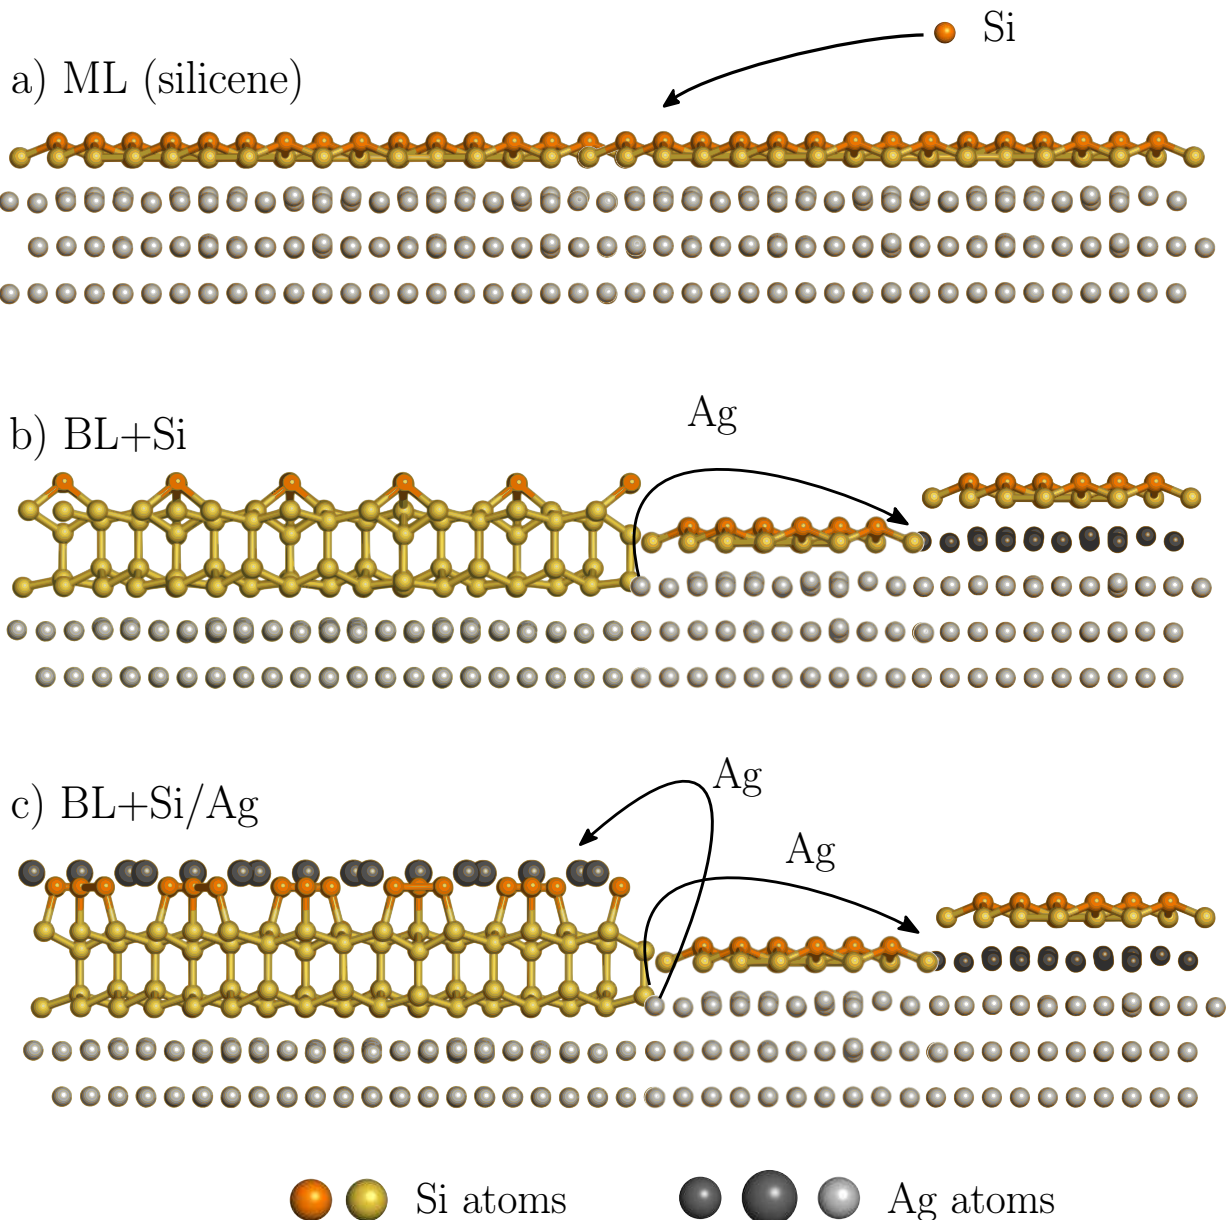 Si
a) ML (silicene)
Ag
b) BL+Si
Ag
c) BL+Si/Ag
Ag
Si atoms
Ag atoms